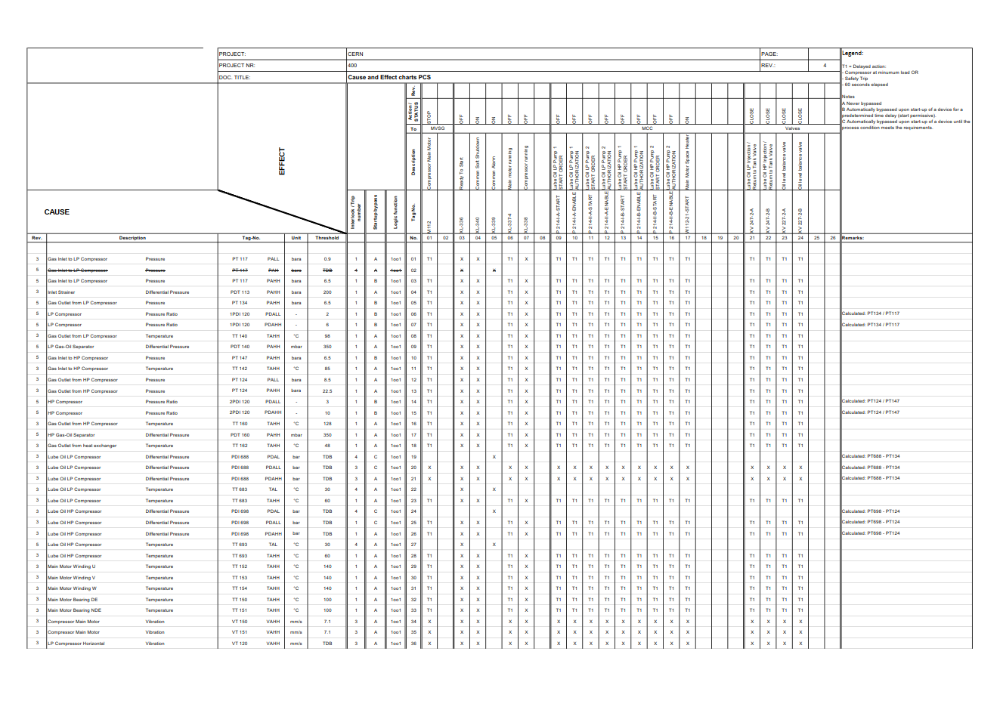 PROJECT: CERN PAGE:
PROJECT NR: 400 REV.: 4
DOC. TITLE: Cause and Effect charts PCS
Legend:
T1 = Delayed action:
- Compressor at minumum load OR
- Safety Trip
- 60 seconds elapsed
Notes
A Never bypassed
B Automatically bypassed upon start-up of a device for a
predetermined time delay (start permissive).
C Automatically bypassed upon start-up of a device until the
process condition meets the requirements.
Rev.
Action / STATUS STOP OFF ON ON OFF OFF OFF OFF OFF OFF OFF OFF OFF OFF ON CLOSE CLOSE CLOSE CLOSE
To MVSG MCC Valves
EFFECT
Description
Compressor Main Motor
Ready To Start
Common Soft Shutdown
Common Alarm
Main motor running
Compressor running
Lube Oil LP Pump 1 START ORDER
Lube Oil LP Pump 1 AUTHORIZATION
Lube Oil LP Pump 2 START ORDER
Lube Oil LP Pump 2 AUTHORIZATION
Lube Oil HP Pump 1 START ORDER
Lube Oil HP Pump 1 AUTHORIZATION
Lube Oil HP Pump 2 START ORDER
Lube Oil HP Pump 2 AUTHORIZATION
Main Motor Space Heater
Lube Oil LP Injection / Return to Tank Valve
Lube Oil HP Injection / Return to Tank Valve
Oil level balance valve
Oil level balance valve
CAUSE
Interlock / Trip number
Startup bypass
Logic function
Tag No.
M112
XL-336
XL-340
XL-339
XL-337-4
XL-338
P 214-I-A-START
P 214-I-A-ENABLE
P 214-II-A-START
P 214-II-A-ENABLE
P 214-I-B-START
P 214-I-B-ENABLE
P 214-II-B-START
P 214-II-B-ENABLE
W112-21-START
XV 247-2-A
XV 247-2-B
XV 227-2-A
XV 227-2-B
Rev. Description Tag-No. Unit Threshold No. 01 02 03 04 05 06 07 08 09 10 11 12 13 14 15 16 17 18 19 20 21 22 23 24 25 26 Remarks:
3 Gas Inlet to LP Compressor Pressure PT 117 PALL bara 0.9 1 A 1oo1 01 T1 X X T1 X T1 T1 T1 T1 T1 T1 T1 T1 T1 T1 T1 T1 T1
5 Gas Inlet to LP Compressor Pressure PT 117 PAH bara TDB 4 A 1oo1 02 X X
5 Gas Inlet to LP Compressor Pressure PT 117 PAHH bara 6.5 1 B 1oo1 03 T1 X X T1 X T1 T1 T1 T1 T1 T1 T1 T1 T1 T1 T1 T1 T1
3 Inlet Strainer Differential Pressure PDT 113 PAHH bara 200 1 A 1oo1 04 T1 X X T1 X T1 T1 T1 T1 T1 T1 T1 T1 T1 T1 T1 T1 T1
5 Gas Outlet from LP Compressor Pressure PT 134 PAHH bara 6.5 1 B 1oo1 05 T1 X X T1 X T1 T1 T1 T1 T1 T1 T1 T1 T1 T1 T1 T1 T1
5 LP Compressor Pressure Ratio 1PDI 120 PDALL - 2 1 B 1oo1 06 T1 X X T1 X T1 T1 T1 T1 T1 T1 T1 T1 T1 T1 T1 T1 T1 Calculated: PT134 / PT117
5 LP Compressor Pressure Ratio 1PDI 120 PDAHH - 6 1 B 1oo1 07 T1 X X T1 X T1 T1 T1 T1 T1 T1 T1 T1 T1 T1 T1 T1 T1 Calculated: PT134 / PT117
3 Gas Outlet from LP Compressor Temperature TT 140 TAHH °C 98 1 A 1oo1 08 T1 X X T1 X T1 T1 T1 T1 T1 T1 T1 T1 T1 T1 T1 T1 T1
5 LP Gas-Oil Separator Differential Pressure PDT 140 PAHH mbar 350 1 A 1oo1 09 T1 X X T1 X T1 T1 T1 T1 T1 T1 T1 T1 T1 T1 T1 T1 T1
5 Gas Inlet to HP Compressor Pressure PT 147 PAHH bara 6.5 1 B 1oo1 10 T1 X X T1 X T1 T1 T1 T1 T1 T1 T1 T1 T1 T1 T1 T1 T1
3 Gas Inlet to HP Compressor Temperature TT 142 TAHH °C 85 1 A 1oo1 11 T1 X X T1 X T1 T1 T1 T1 T1 T1 T1 T1 T1 T1 T1 T1 T1
3 Gas Outlet from HP Compressor Pressure PT 124 PALL bara 8.5 1 A 1oo1 12 T1 X X T1 X T1 T1 T1 T1 T1 T1 T1 T1 T1 T1 T1 T1 T1
3 Gas Outlet from HP Compressor Pressure PT 124 PAHH bara 22.5 1 A 1oo1 13 T1 X X T1 X T1 T1 T1 T1 T1 T1 T1 T1 T1 T1 T1 T1 T1
5 HP Compressor Pressure Ratio 2PDI 120 PDALL - 3 1 B 1oo1 14 T1 X X T1 X T1 T1 T1 T1 T1 T1 T1 T1 T1 T1 T1 T1 T1 Calculated: PT124 / PT147
5 HP Compressor Pressure Ratio 2PDI 120 PDAHH - 10 1 B 1oo1 15 T1 X X T1 X T1 T1 T1 T1 T1 T1 T1 T1 T1 T1 T1 T1 T1 Calculated: PT124 / PT147
3 Gas Outlet from HP Compressor Temperature TT 160 TAHH °C 128 1 A 1oo1 16 T1 X X T1 X T1 T1 T1 T1 T1 T1 T1 T1 T1 T1 T1 T1 T1
5 HP Gas-Oil Separator Differential Pressure PDT 160 PAHH mbar 350 1 A 1oo1 17 T1 X X T1 X T1 T1 T1 T1 T1 T1 T1 T1 T1 T1 T1 T1 T1
3 Gas Outlet from heat exchanger Temperature TT 162 TAHH °C 48 1 A 1oo1 18 T1 X X T1 X T1 T1 T1 T1 T1 T1 T1 T1 T1 T1 T1 T1 T1
3 Lube Oil LP Compressor Differential Pressure PDI 688 PDAL bar TDB 4 C 1oo1 19 X Calculated: PT688 - PT134
3 Lube Oil LP Compressor Differential Pressure PDI 688 PDALL bar TDB 3 C 1oo1 20 X X X X X X X X X X X X X X X X X X Calculated: PT688 - PT134
3 Lube Oil LP Compressor Differential Pressure PDI 688 PDAHH bar TDB 3 A 1oo1 21 X X X X X X X X X X X X X X X X X X Calculated: PT688 - PT134
3 Lube Oil LP Compressor Temperature TT 683 TAL °C 30 4 A 1oo1 22 X X
3 Lube Oil LP Compressor Temperature TT 683 TAHH °C 60 1 A 1oo1 23 T1 X X T1 X T1 T1 T1 T1 T1 T1 T1 T1 T1 T1 T1 T1 T1
3 Lube Oil HP Compressor Differential Pressure PDI 698 PDAL bar TDB 4 C 1oo1 24 X Calculated: PT698 - PT124
3 Lube Oil HP Compressor Differential Pressure PDI 698 PDALL bar TDB 1 C 1oo1 25 T1 X X T1 X T1 T1 T1 T1 T1 T1 T1 T1 T1 T1 T1 T1 T1 Calculated: PT698 - PT124
3 Lube Oil HP Compressor Differential Pressure PDI 698 PDAHH bar TDB 1 A 1oo1 26 T1 X X T1 X T1 T1 T1 T1 T1 T1 T1 T1 T1 T1 T1 T1 T1 Calculated: PT698 - PT124
5 Lube Oil HP Compressor Temperature TT 693 TAL °C 30 4 A 1oo1 27 X X
3 Lube Oil HP Compressor Temperature TT 693 TAHH °C 60 1 A 1oo1 28 T1 X X T1 X T1 T1 T1 T1 T1 T1 T1 T1 T1 T1 T1 T1 T1
3 Main Motor Winding U Temperature TT 152 TAHH °C 140 1 A 1oo1 29 T1 X X T1 X T1 T1 T1 T1 T1 T1 T1 T1 T1 T1 T1 T1 T1
3 Main Motor Winding V Temperature TT 153 TAHH °C 140 1 A 1oo1 30 T1 X X T1 X T1 T1 T1 T1 T1 T1 T1 T1 T1 T1 T1 T1 T1
3 Main Motor Winding W Temperature TT 154 TAHH °C 140 1 A 1oo1 31 T1 X X T1 X T1 T1 T1 T1 T1 T1 T1 T1 T1 T1 T1 T1 T1
3 Main Motor Bearing DE Temperature TT 150 TAHH °C 100 1 A 1oo1 32 T1 X X T1 X T1 T1 T1 T1 T1 T1 T1 T1 T1 T1 T1 T1 T1
3 Main Motor Bearing NDE Temperature TT 151 TAHH °C 100 1 A 1oo1 33 T1 X X T1 X T1 T1 T1 T1 T1 T1 T1 T1 T1 T1 T1 T1 T1
3 Compressor Main Motor Vibration VT 150 VAHH mm/s 7.1 3 A 1oo1 34 X X X X X X X X X X X X X X X X X X
3 Compressor Main Motor Vibration VT 151 VAHH mm/s 7.1 3 A 1oo1 35 X X X X X X X X X X X X X X X X X X
3 LP Compressor Horizontal Vibration VT 120 VAHH mm/s TDB 3 A 1oo1 36 X X X X X X X X X X X X X X X X X X